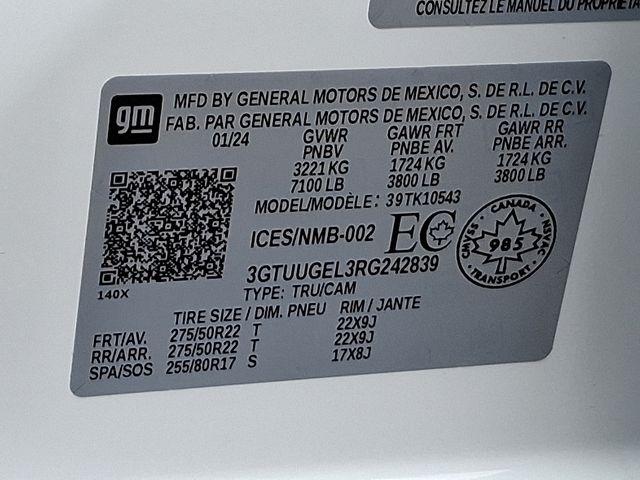 CONSULTEZ LE MANUEL DU PROPRIÉTA
gm
MFD BY GENERAL MOTORS DE MEXICO, S. DE R.L. DE C.V.
FAB. PAR GENERAL MOTORS DE MEXICO, S. DE R.L. DE C.V.
01/24 GVWR GAWR FRT GAWR RR
PNBV PNBE AV. PNBE ARR.
3221 KG 1724 KG 1724 KG
7100 LB 3800 LB 3800 LB
MODEL/MODÈLE: 39TK10543
ICES/NMB-002 EC
CANADA
CMVSS 985 NSVAC
TRANSPORT
3GTUUGEL3RG242839
140X
TYPE: TRU/CAM
TIRE SIZE / DIM. PNEU RIM / JANTE
FRT/AV. 275/50R22 T 22X9J
RR/ARR. 275/50R22 T 22X9J
SPA/SOS 255/80R17 S 17X8J